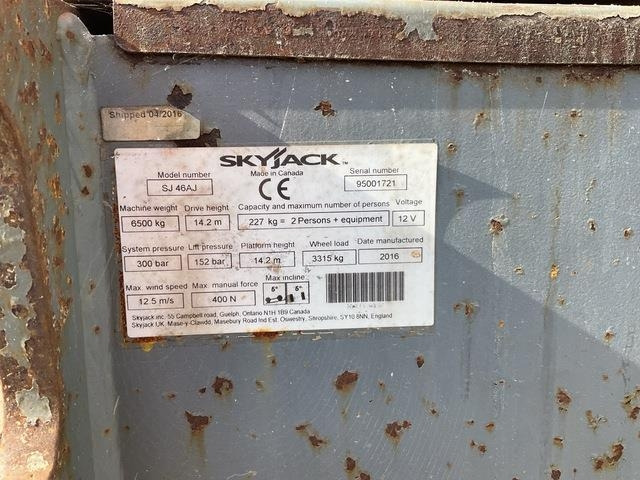 Shipped 04/2016
SKYJACK™
Made in Canada
Model number
SJ 46AJ
CE
Serial number
95001721
Machine weight Drive height Capacity and maximum number of persons Voltage
6500 kg 14.2 m 227 kg = 2 Persons + equipment 12 V
System pressure Lift pressure Platform height Wheel load Date manufactured
300 bar 152 bar 14.2 m 3315 kg 2016
Max. wind speed Max. manual force Max incline
12.5 m/s 400 N 5° 5°
Skyjack inc. 55 Campbell road, Guelph, Ontario N1H 1B9 Canada
Skyjack UK, Mase-y-Clawdd, Masebury Road Ind Est. Oswestry, Shropshire, SY10 8NN, England